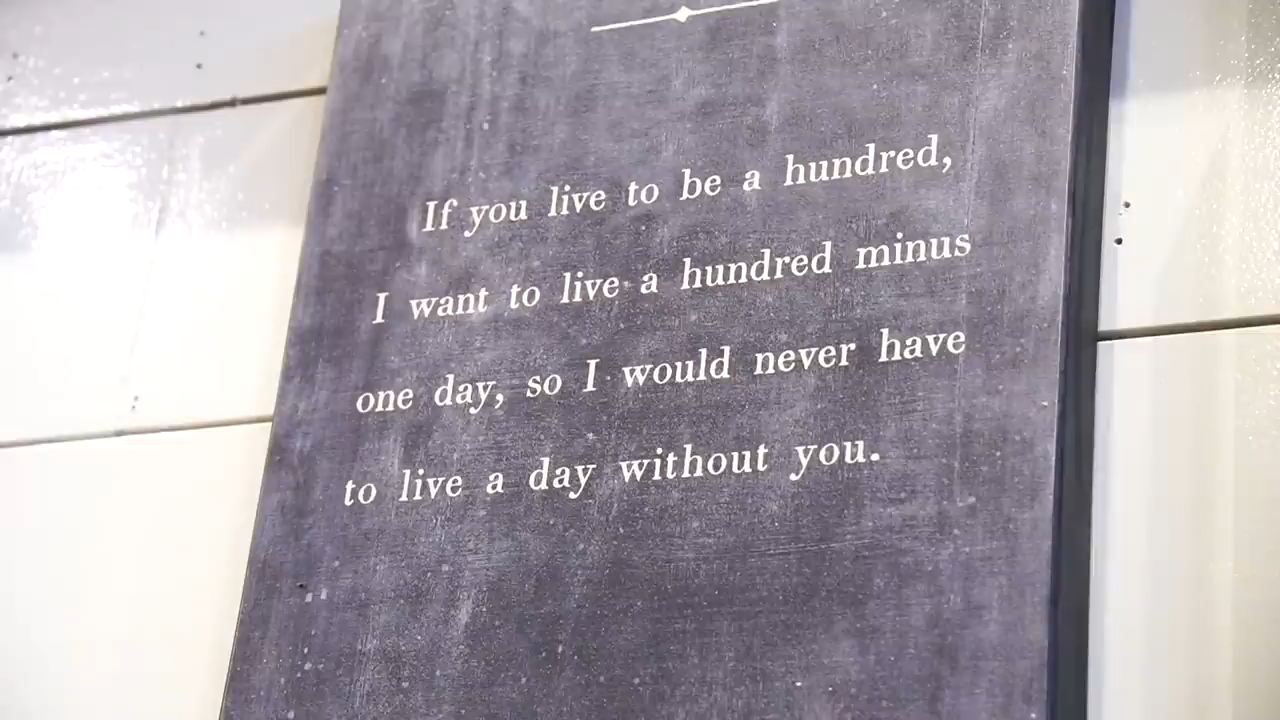 If you live to be a hundred,
I want to live a hundred minus
one day, so I would never have
to live a day without you.